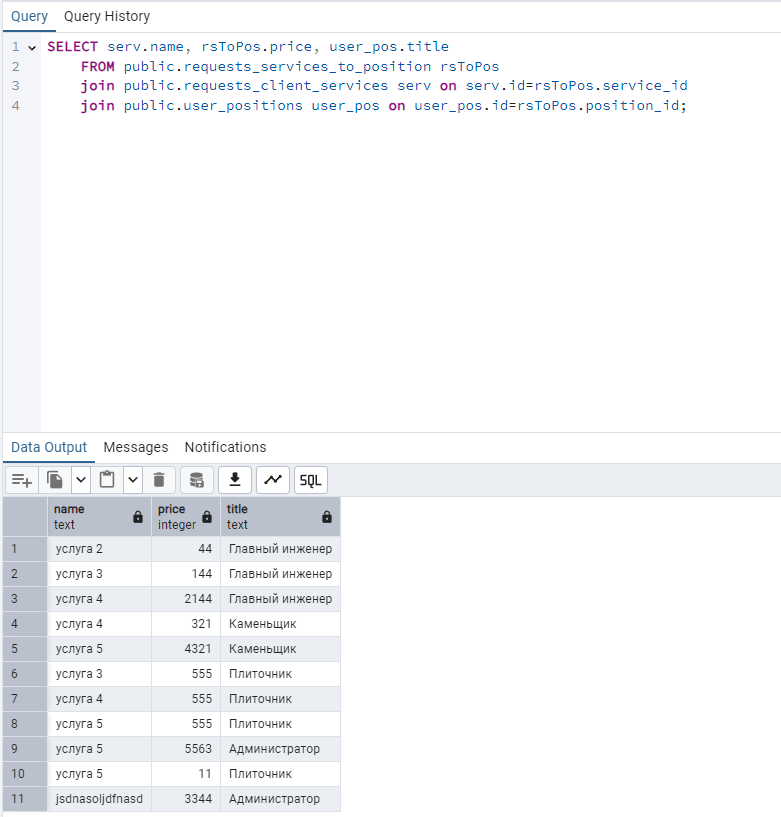 Query Query History
1 SELECT serv.name, rsToPos.price, user_pos.title
2 FROM public.requests_services_to_position rsToPos
3 join public.requests_client_services serv on serv.id=rsToPos.service_id
4 join public.user_positions user_pos on user_pos.id=rsToPos.position_id;
Data Output Messages Notifications
SQL
name price title
text integer text
1 услуга 2 44 Главный инженер
2 услуга 3 144 Главный инженер
3 услуга 4 2144 Главный инженер
4 услуга 4 321 Каменьщик
5 услуга 5 4321 Каменьщик
6 услуга 3 555 Плиточник
7 услуга 4 555 Плиточник
8 услуга 5 555 Плиточник
9 услуга 5 5563 Администратор
10 услуга 5 11 Плиточник
11 jsdnasoljdfnasd 3344 Администратор